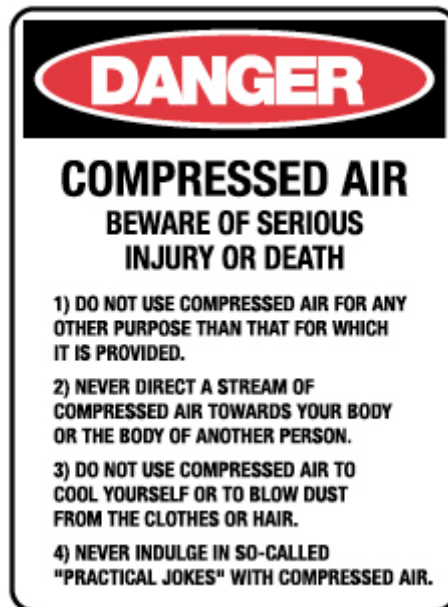 DANGER
COMPRESSED AIR
BEWARE OF SERIOUS
INJURY OR DEATH
1) DO NOT USE COMPRESSED AIR FOR ANY
OTHER PURPOSE THAN THAT FOR WHICH
IT IS PROVIDED.
2) NEVER DIRECT A STREAM OF
COMPRESSED AIR TOWARDS YOUR BODY
OR THE BODY OF ANOTHER PERSON.
3) DO NOT USE COMPRESSED AIR TO
COOL YOURSELF OR TO BLOW DUST
FROM THE CLOTHES OR HAIR.
4) NEVER INDULGE IN SO-CALLED
"PRACTICAL JOKES" WITH COMPRESSED AIR.